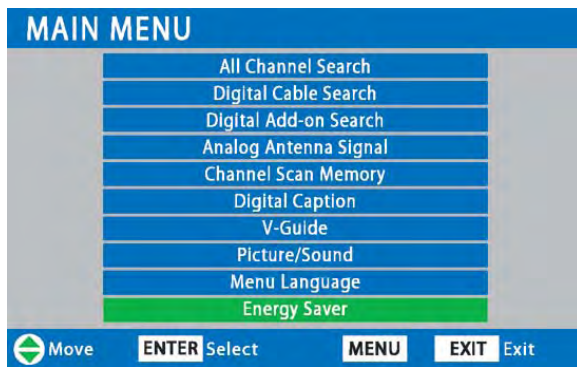 MAIN MENU
All Channel Search
Digital Cable Search
Digital Add-on Search
Analog Antenna Signal
Channel Scan Memory
Digital Caption
V-Guide
Picture/Sound
Menu Language
Energy Saver
Move ENTER Select MENU EXIT Exit